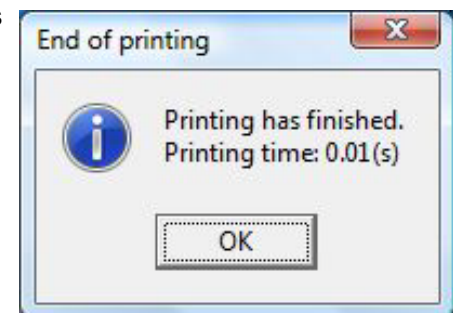 s
End of printing
Printing has finished.
Printing time: 0.01(s)
OK